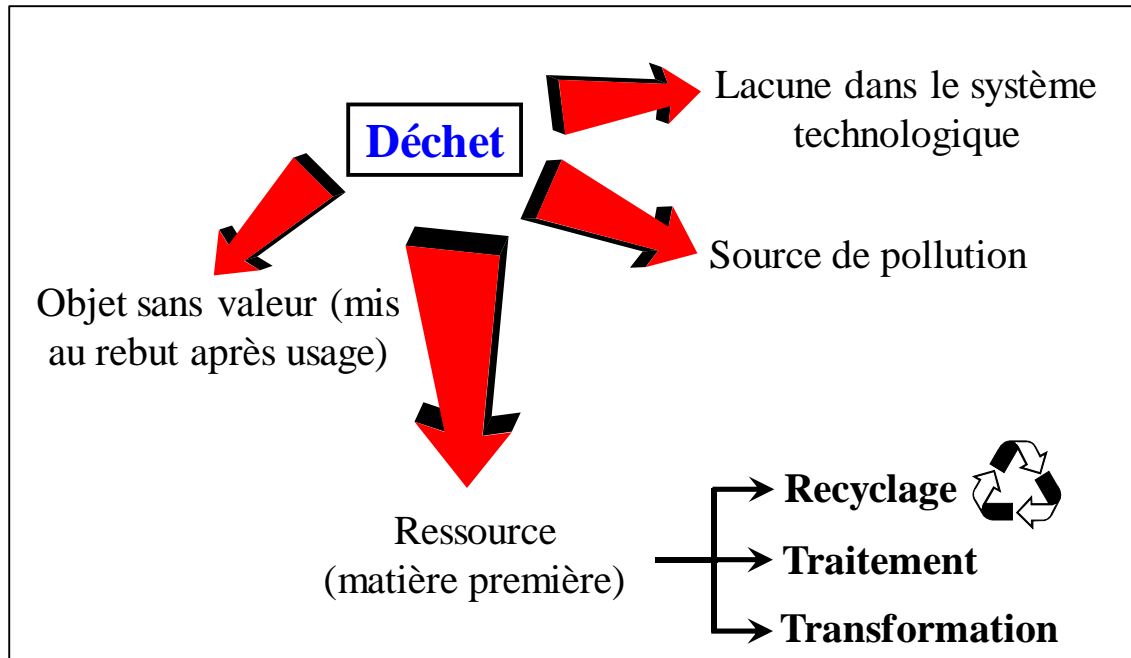 Lacune dans le système
technologique
Déchet
Source de pollution
Objet sans valeur (mis
au rebut après usage)
Ressource
(matière première)
Recyclage
Traitement
Transformation